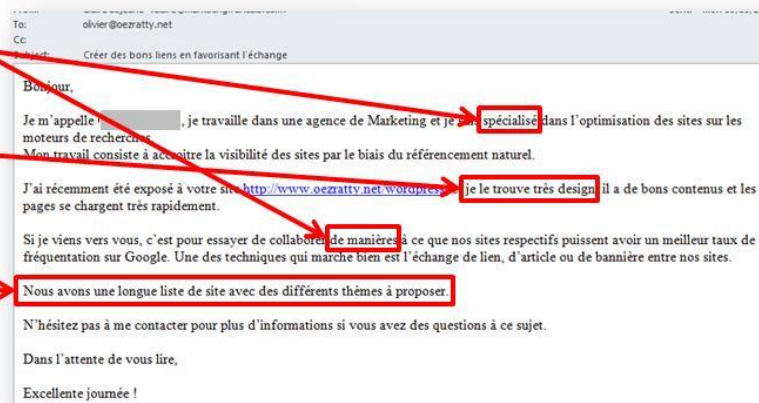 To: olivier@oezratty.net
Cc:
Subject: Créer des bons liens en favorisant l'échange
Bonjour,
Je m'appelle , je travaille dans une agence de Marketing et je spécialisé dans l'optimisation des sites sur les
moteurs de recherches
Mon travail consiste à accroitre la visibilité des sites par le biais du référencement naturel.
J'ai récemment été exposé à votre site http://www.oezratty.net/wordpress je le trouve très design, il a de bons contenus et les
pages se chargent très rapidement.
Si je viens vers vous, c'est pour essayer de collaborer de manières à ce que nos sites respectifs puissent avoir un meilleur taux de
fréquentation sur Google. Une des techniques qui marche bien est l'échange de lien, d'article ou de bannière entre nos sites.
Nous avons une longue liste de site avec des différents thèmes à proposer.
N'hésitez pas à me contacter pour plus d'informations si vous avez des questions à ce sujet.
Dans l'attente de vous lire,
Excellente journée !